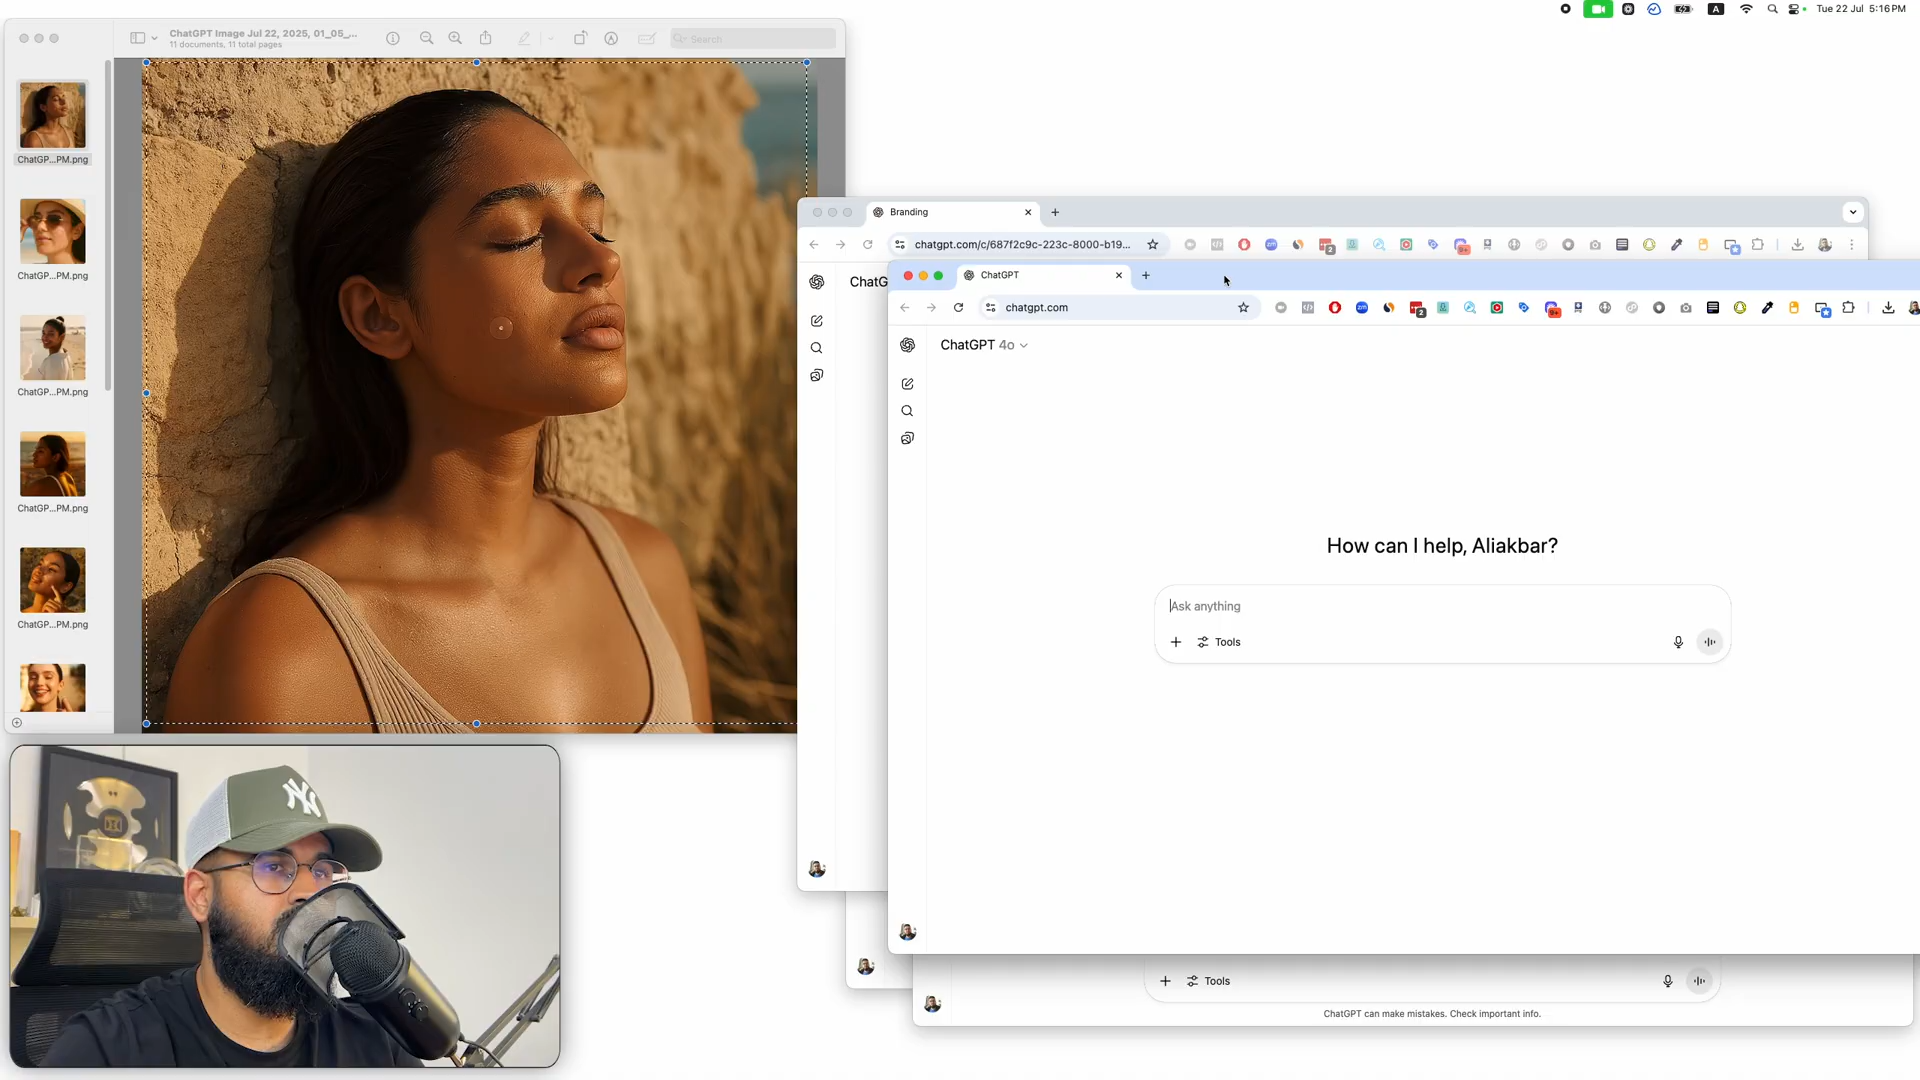 Tue 22 Jul 5:16 PM
ChatGPT Image Jul 22, 2025, 01_05_...
11 documents, 11 total pages
Search
ChatGP...PM.png
ChatGP...PM.png
ChatGP...PM.png
ChatGP...PM.png
ChatGP...PM.png
Branding
chatgpt.com/c/687f2c9c-223c-8000-b19...
ChatG
ChatGPT
chatgpt.com
ChatGPT 4o
How can I help, Aliakbar?
Ask anything
Tools
Tools
ChatGPT can make mistakes. Check important info.